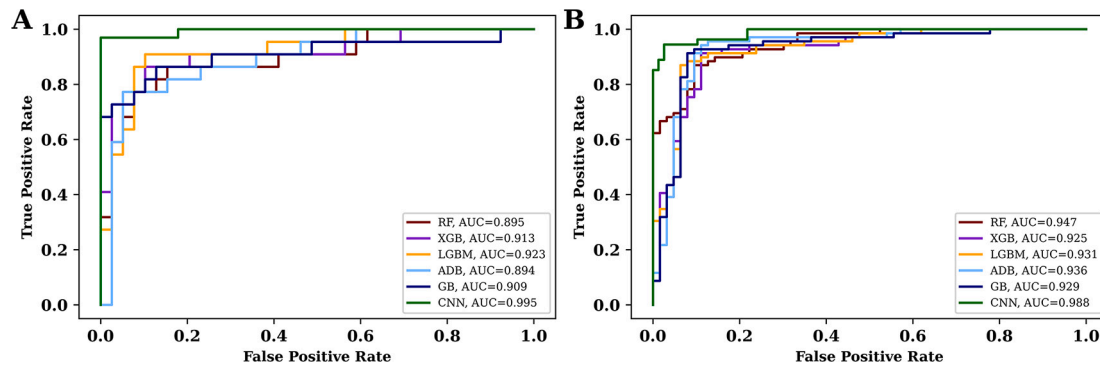 A
True Positive Rate
1.0
0.8
0.6
0.4
0.2
0.0
RF, AUC=0.895
XGB, AUC=0.913
LGBM, AUC=0.923
ADB, AUC=0.894
GB, AUC=0.909
CNN, AUC=0.995
0.0 0.2 0.4 0.6 0.8 1.0
False Positive Rate
B
True Positive Rate
1.0
0.8
0.6
0.4
0.2
0.0
RF, AUC=0.947
XGB, AUC=0.925
LGBM, AUC=0.931
ADB, AUC=0.936
GB, AUC=0.929
CNN, AUC=0.988
0.0 0.2 0.4 0.6 0.8 1.0
False Positive Rate